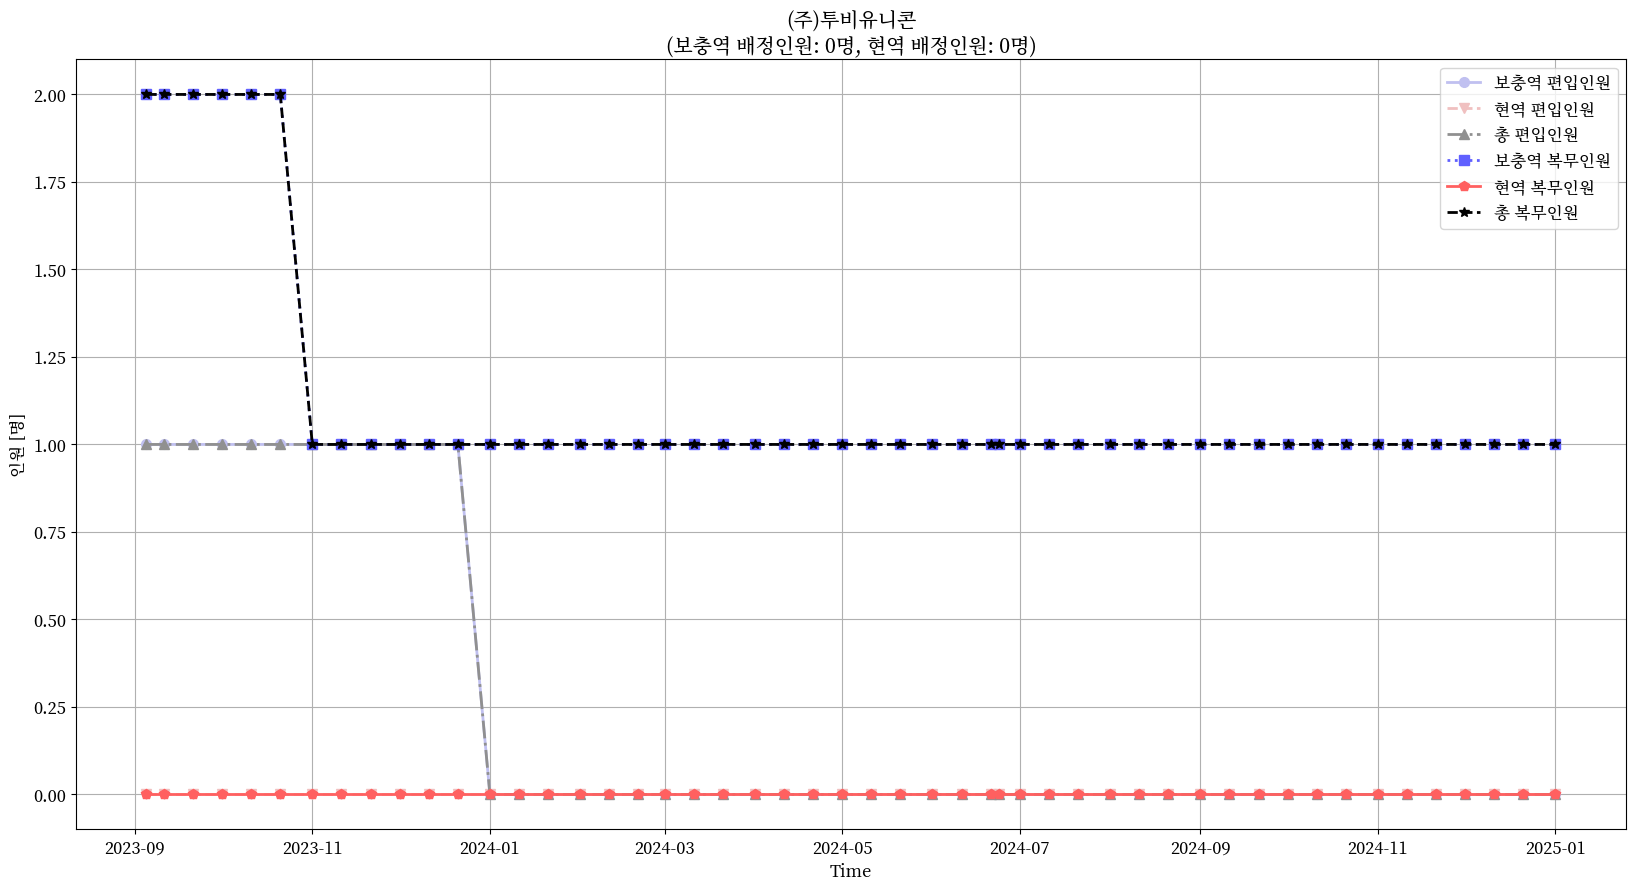 (주)투비유니콘
(보충역 배정인원: 0명, 현역 배정인원: 0명)
보충역 편입인원
현역 편입인원
총 편입인원
보충역 복무인원
현역 복무인원
총 복무인원
인원 [명]
2.00
1.75
1.50
1.25
1.00
0.75
0.50
0.25
0.00
2023-09
2023-11
2024-01
2024-03
2024-05
2024-07
2024-09
2024-11
2025-01
Time